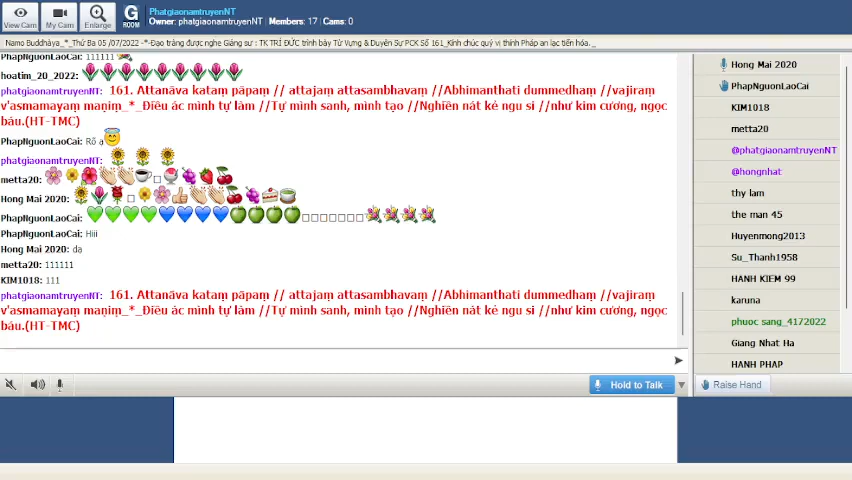 View Cam
My Cam
Enlarge
G
ROOM
PhatgiaonamtruyenNT
Owner: phatgiaonamtruyenNT | Members: 17 | Cams: 0
Namo Buddhàya_*_Thứ Ba 05 /07/2022 -*-Đạo tràng được nghe Giảng sư : TK TRÍ ĐỨC trình bày Từ Vựng & Duyên Sự PCK Số 161_Kính chúc quý vị thính Pháp an lạc tiến hóa._
PhapNguonLaoCai: 111111
hoatim_20_2022:
phatgiaonamtruyenNT: 161. Attanāva kataṃ pāpaṃ // attajaṃ attasambhavaṃ //Abhimanthati dummedhaṃ //vajiraṃ
v'asmamayaṃ maṇiṃ_*_Điều ác mình tự làm //Tự mình sanh, mình tạo //Nghiền nát kẻ ngu si //như kim cương, ngọc
báu.(HT-TMC)
PhapNguonLaoCai: Rõ ạ
phatgiaonamtruyenNT:
metta20:
Hong Mai 2020:
PhapNguonLaoCai:
PhapNguonLaoCai: Hiii
Hong Mai 2020: dạ
metta20: 111111
KIM1018: 111
phatgiaonamtruyenNT: 161. Attanāva kataṃ pāpaṃ // attajaṃ attasambhavaṃ //Abhimanthati dummedhaṃ //vajiraṃ
v'asmamayaṃ maṇiṃ_*_Điều ác mình tự làm //Tự mình sanh, mình tạo //Nghiền nát kẻ ngu si //như kim cương, ngọc
báu.(HT-TMC)
Hold to Talk
Hong Mai 2020
PhapNguonLaoCai
KIM1018
metta20
@phatgiaonamtruyenNT
@hongnhat
thy lam
the man 45
Huyenmong2013
Su_Thanh1958
HANH KIEM 99
karuna
phuoc sang_4172022
Giang Nhat Ha
HANH PHAP
Raise Hand